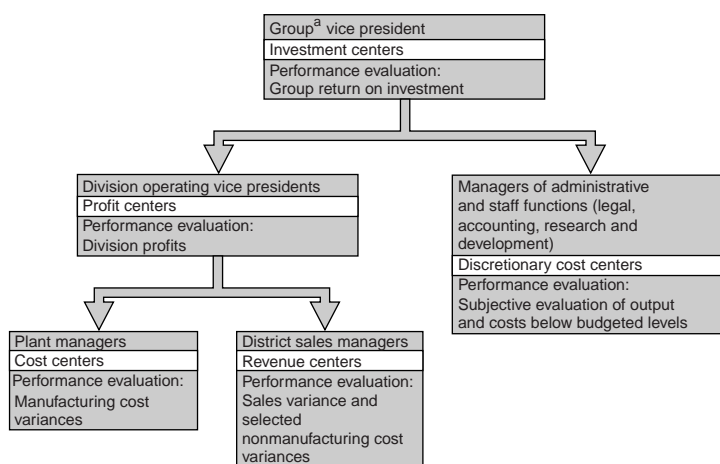 Groupª vice president
Investment centers
Performance evaluation:
Group return on investment
Division operating vice presidents
Profit centers
Performance evaluation:
Division profits
Managers of administrative
and staff functions (legal,
accounting, research and
development)
Discretionary cost centers
Performance evaluation:
Subjective evaluation of output
and costs below budgeted levels
Plant managers
Cost centers
Performance evaluation:
Manufacturing cost
variances
District sales managers
Revenue centers
Performance evaluation:
Sales variance and
selected
nonmanufacturing cost
variances